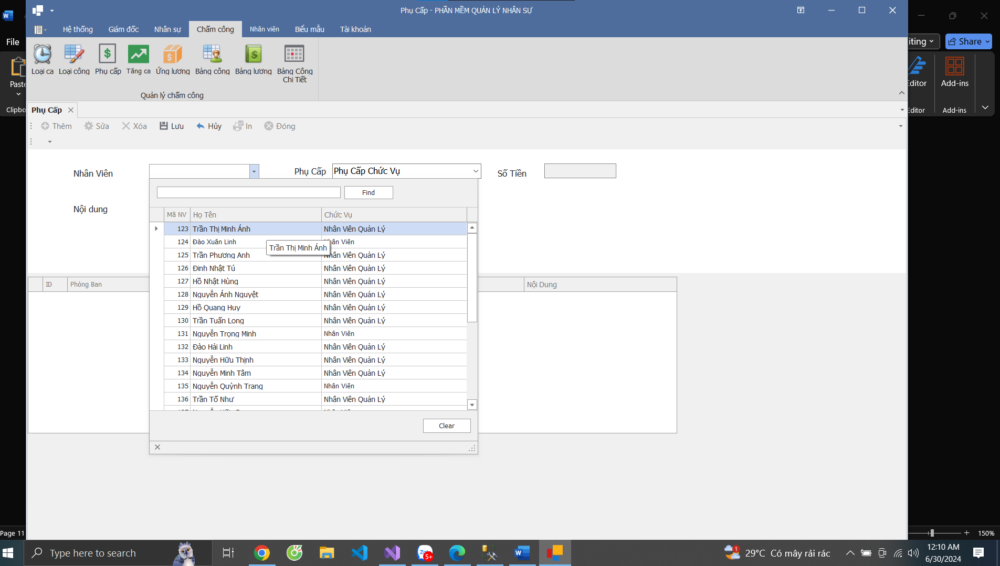 Phụ Cấp - PHẦN MỀM QUẢN LÝ NHÂN SỰ
Hệ thống Giám đốc Nhân sự Chấm công Nhân viên Biểu mẫu Tài khoản
File
iting Share
Loại ca Loại công Phụ cấp Tăng ca Ứng lương Bảng công Bảng lương Bảng Công Chi Tiết
Paste
ditor Add-ins
Quản lý chấm công
Clipbo
Editor Add-ins
Phụ Cấp
Thêm Sửa Xóa Lưu Hủy In Đóng
Nhân Viên Phụ Cấp Phụ Cấp Chức Vụ Số Tiền
Find
Nội dung
Mã NV Họ Tên Chức Vụ
123 Trần Thị Minh Ánh Nhân Viên Quản Lý
124 Đào Xuân Linh hân Viên
Trần Thị Minh Ánh
125 Trần Phương Anh Nhân Viên Quản Lý
126 Đinh Nhật Tú Nhân Viên Quản Lý
127 Hồ Nhật Hùng Nhân Viên Quản Lý
ID Phòng Ban Nội Dung
128 Nguyễn Ánh Nguyệt Nhân Viên Quản Lý
129 Hồ Quang Huy Nhân Viên Quản Lý
130 Trần Tuấn Long Nhân Viên Quản Lý
131 Nguyễn Trọng Minh Nhân Viên
132 Đào Hải Linh Nhân Viên Quản Lý
133 Nguyễn Hữu Thịnh Nhân Viên Quản Lý
134 Nguyễn Minh Tâm Nhân Viên Quản Lý
135 Nguyễn Quỳnh Trang Nhân Viên
136 Trần Tố Như Nhân Viên Quản Lý
Clear
Page 11
150%
Type here to search
5+
1
29°C Có mây rải rác
12:10 AM
6/30/2024